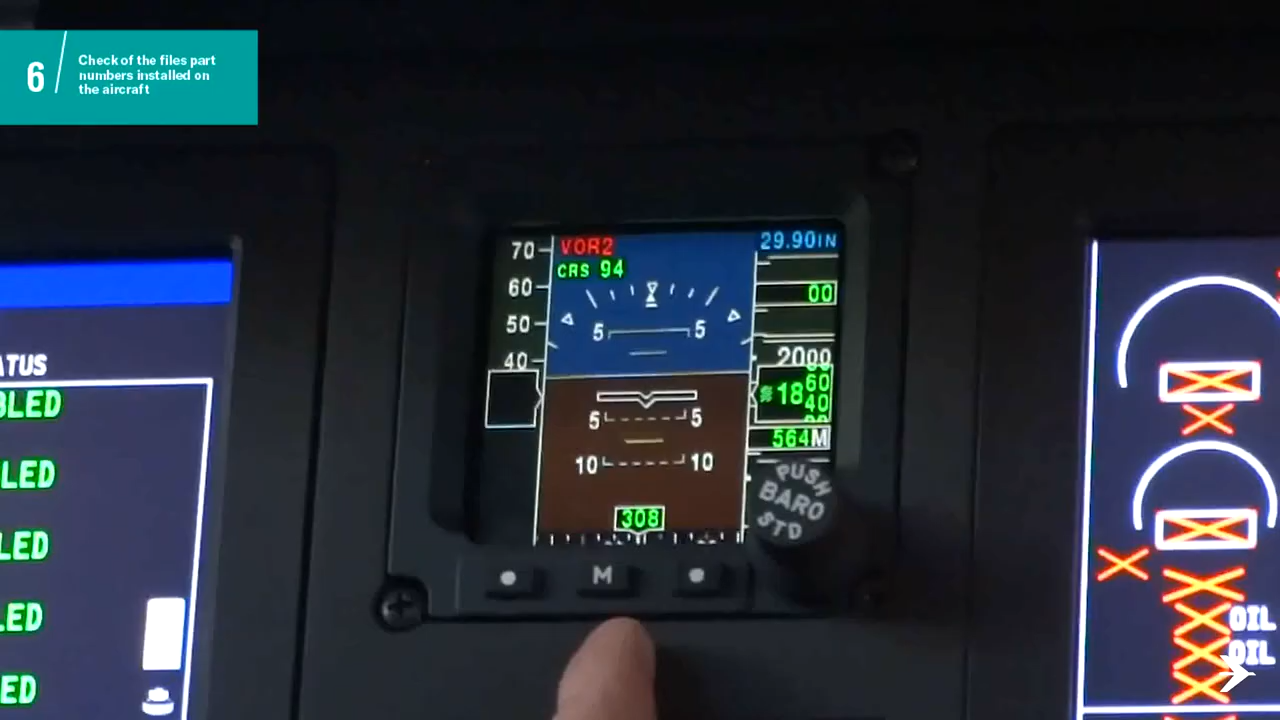 6
Check of the files part
numbers installed on
the aircraft
70
VOR2
29.90IN
CRS 94
60
00
50
5 5
40
2000
18
60
40
5 5
564M
10 10
308
PUSH
BARO
STD
M
ATUS
BLED
LED
LED
LED
ED
OIL
OIL